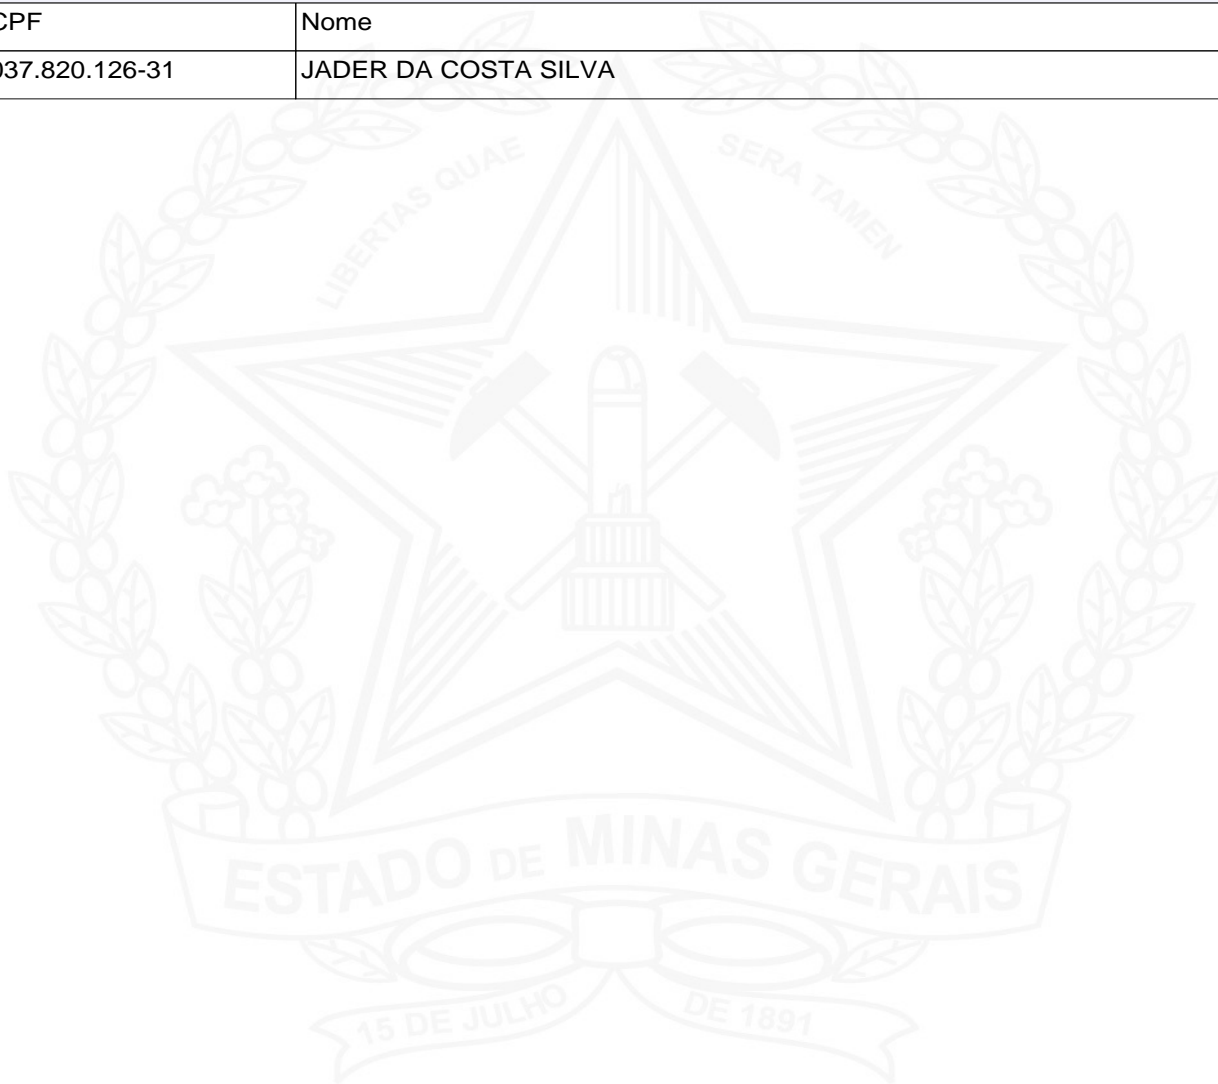 CPF Nome
037.820.126-31 JADER DA COSTA SILVA
LIBERTAS QUAE SERA TAMEN
ESTADO DE MINAS GERAIS
15 DE JULHO DE 1891